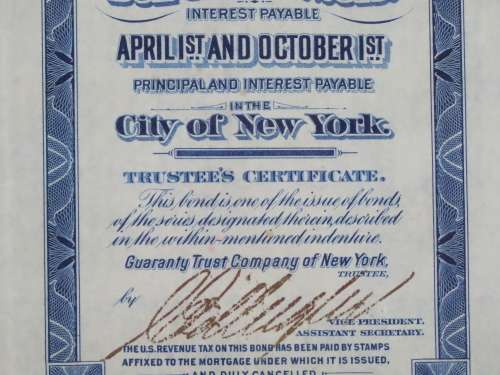 INTEREST PAYABLE
APRIL 1ST AND OCTOBER 1ST
PRINCIPAL AND INTEREST PAYABLE
IN THE
City of New York
TRUSTEE'S CERTIFICATE.
This bond is one of the issue of bonds,
of the series designated therein, described
in the within-mentioned indenture.
Guaranty Trust Company of New York,
TRUSTEE,
by
VICE PRESIDENT.
ASSISTANT SECRETARY.
THE U.S. REVENUE TAX ON THIS BOND HAS BEEN PAID BY STAMPS
AFFIXED TO THE MORTGAGE UNDER WHICH IT IS ISSUED,
AND DULY CANCELLED